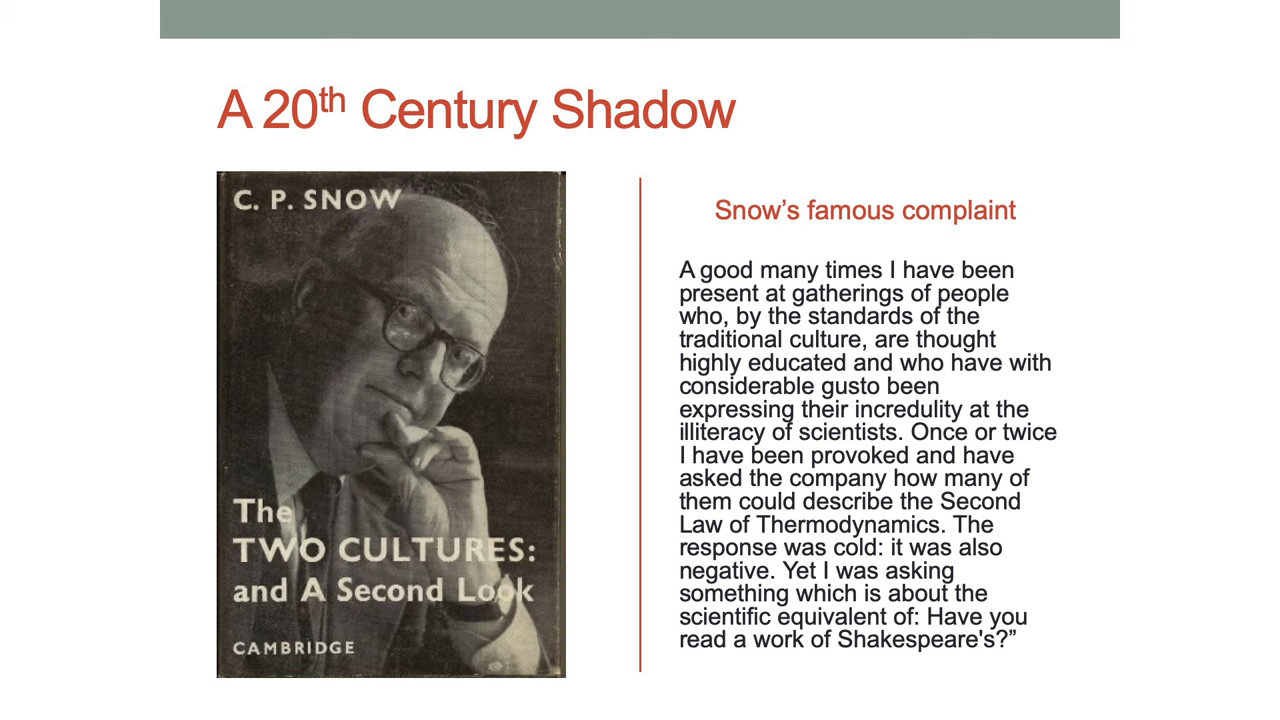 A 20th Century Shadow
C. P. SNOW
The
TWO CULTURES:
and A Second Look
CAMBRIDGE
Snow’s famous complaint
A good many times I have been
present at gatherings of people
who, by the standards of the
traditional culture, are thought
highly educated and who have with
considerable gusto been
expressing their incredulity at the
illiteracy of scientists. Once or twice
I have been provoked and have
asked the company how many of
them could describe the Second
Law of Thermodynamics. The
response was cold: it was also
negative. Yet I was asking
something which is about the
scientific equivalent of: Have you
read a work of Shakespeare's?”